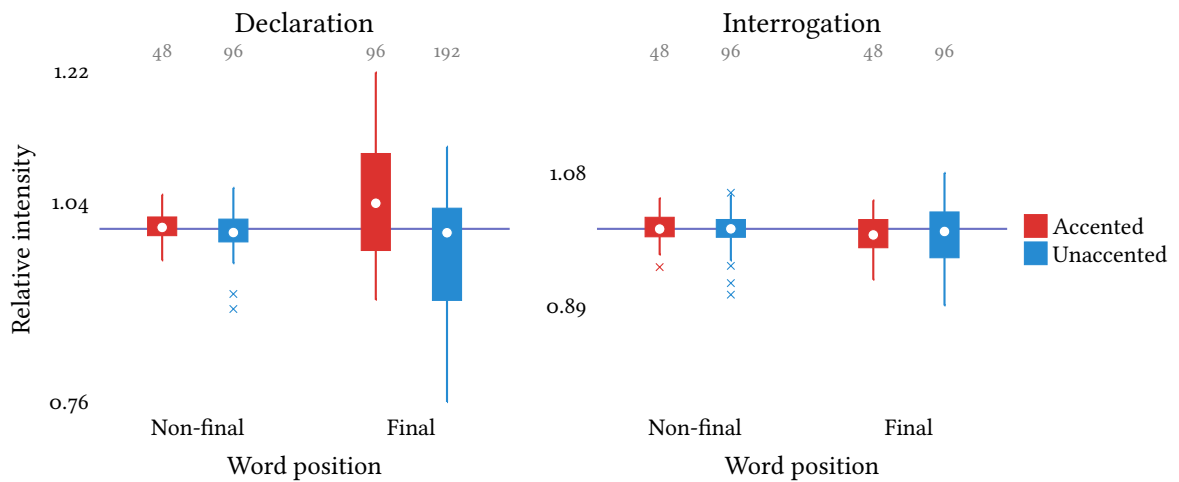 Declaration
48 96 96 192
1.22
1.04
0.76
Relative intensity
Non-final Final
Word position
Interrogation
48 96 48 96
1.08
0.89
Non-final Final
Word position
Accented
Unaccented